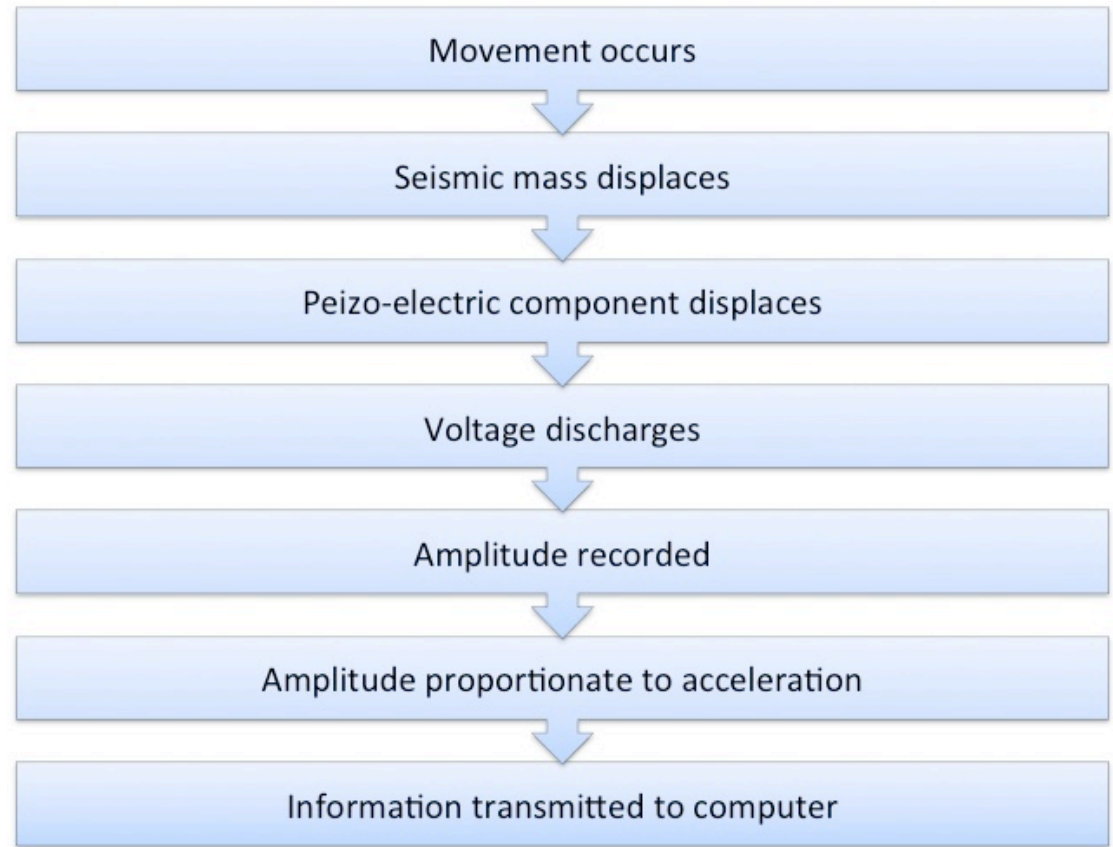 Movement occurs
Seismic mass displaces
Peizo-electric component displaces
Voltage discharges
Amplitude recorded
Amplitude proportionate to acceleration
Information transmitted to computer